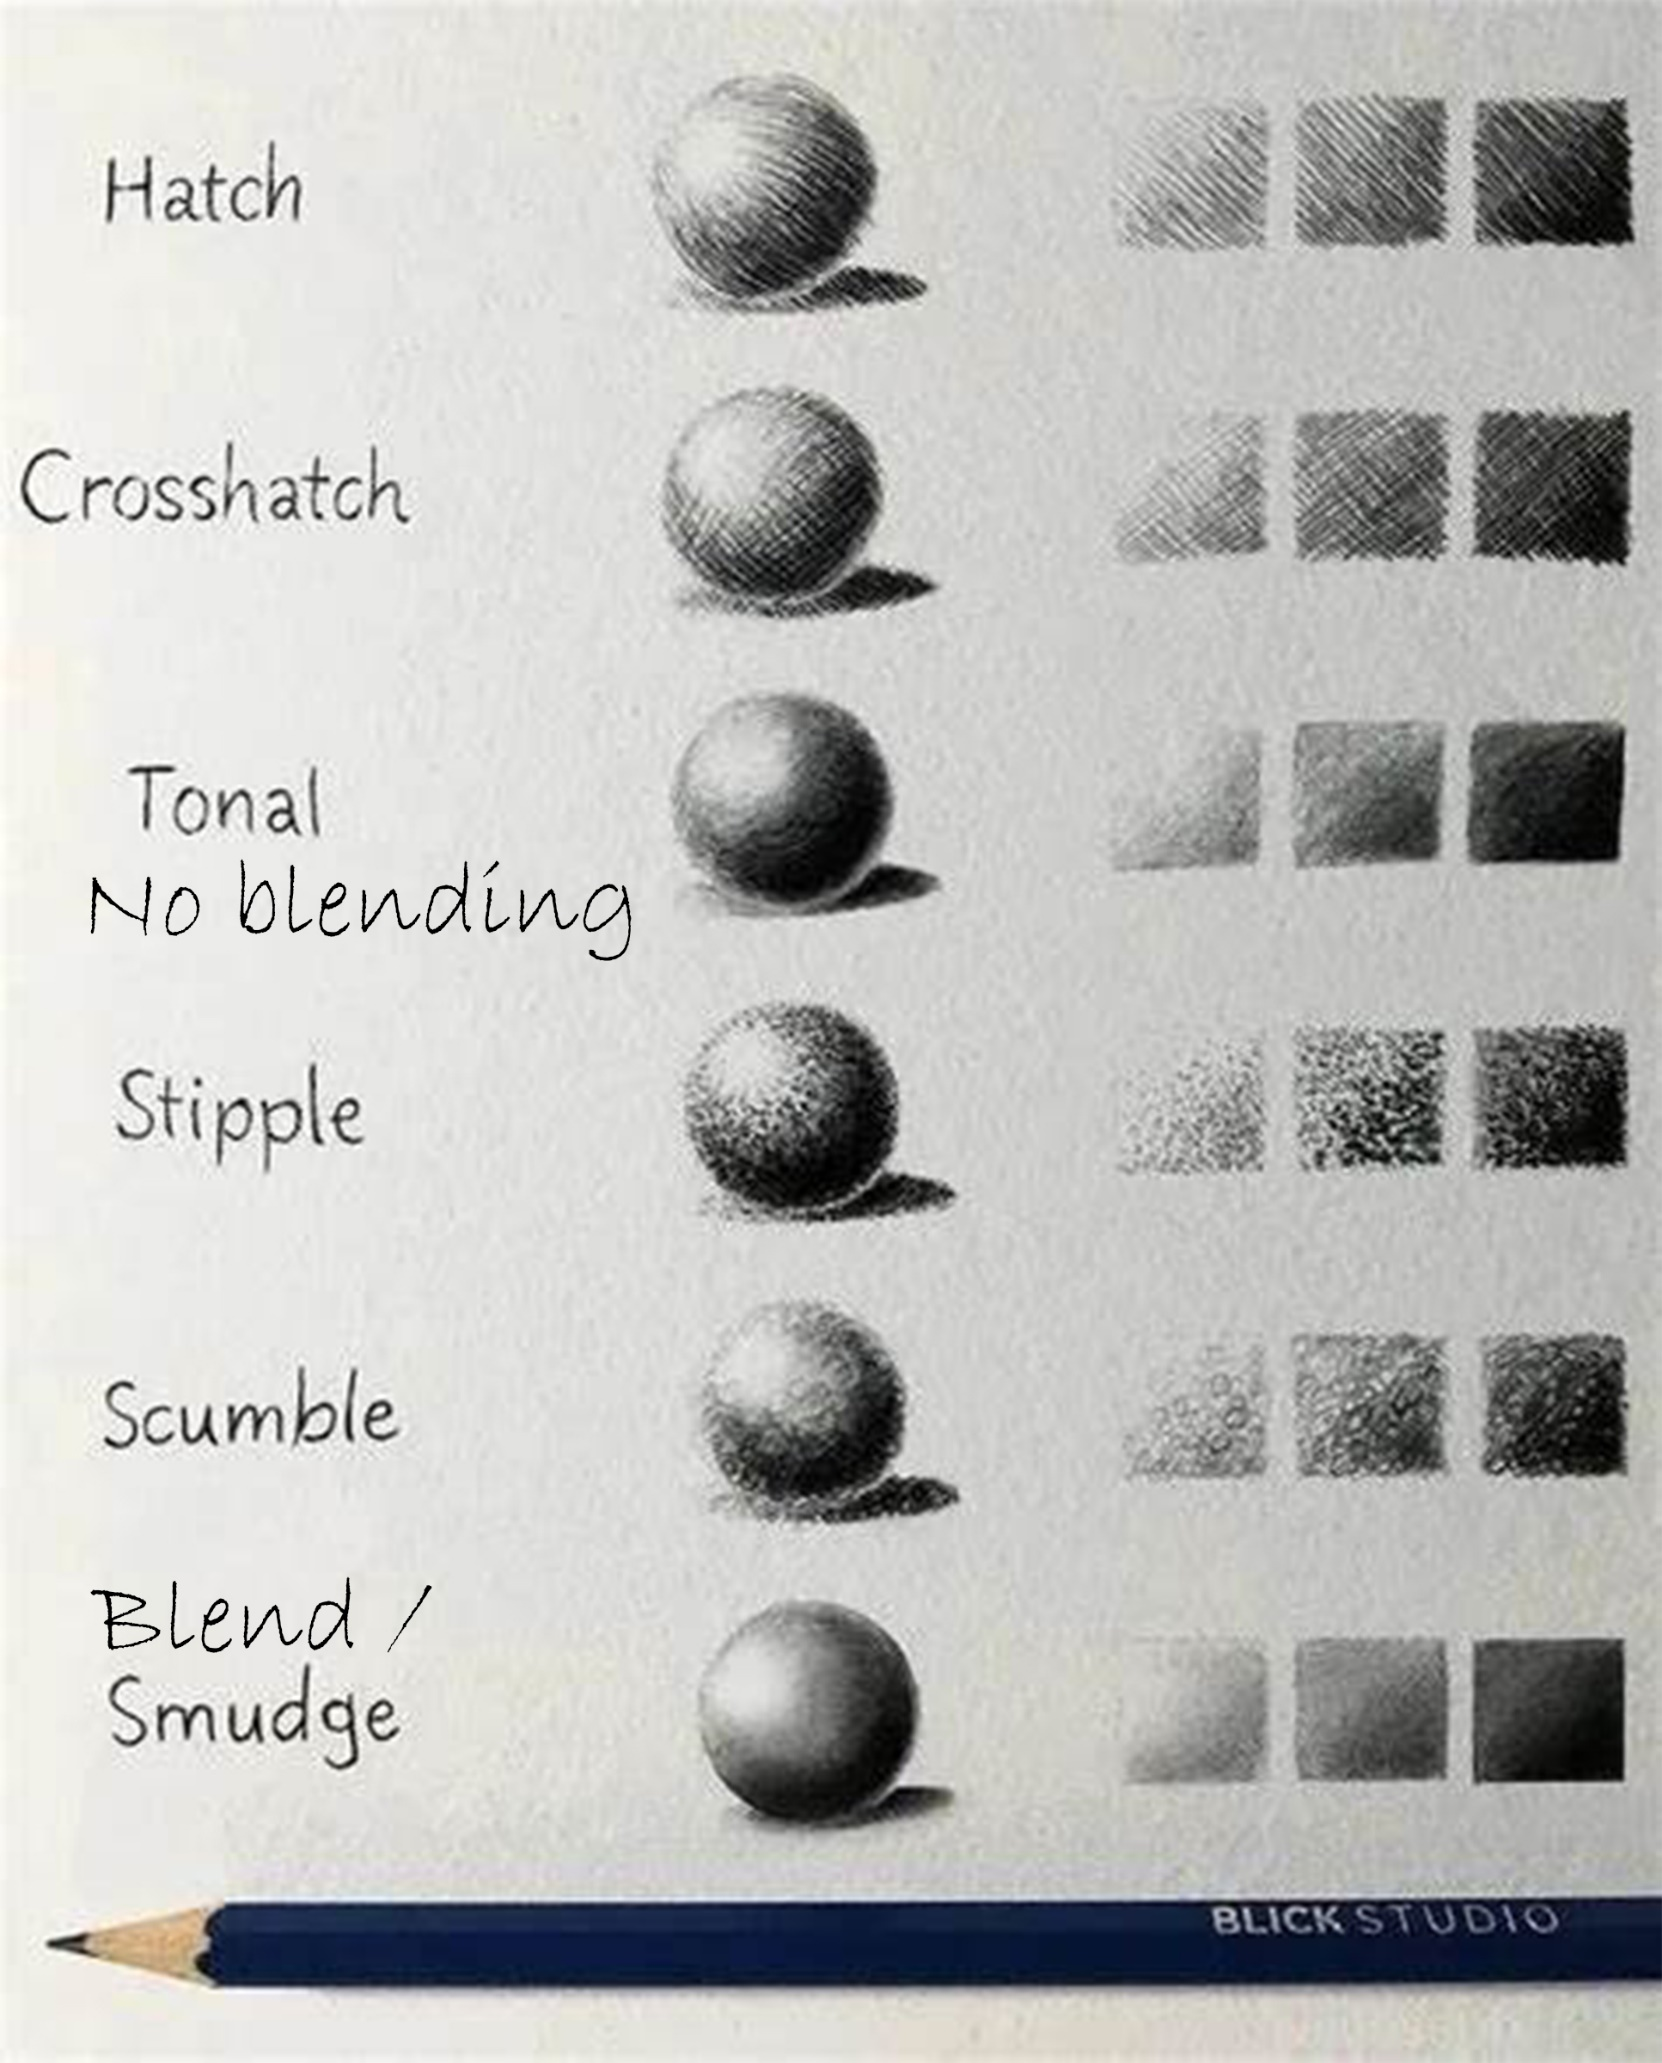 Hatch
Crosshatch
Tonal
No blending
Stipple
Scumble
Blend /
Smudge
BLICK STUDIO